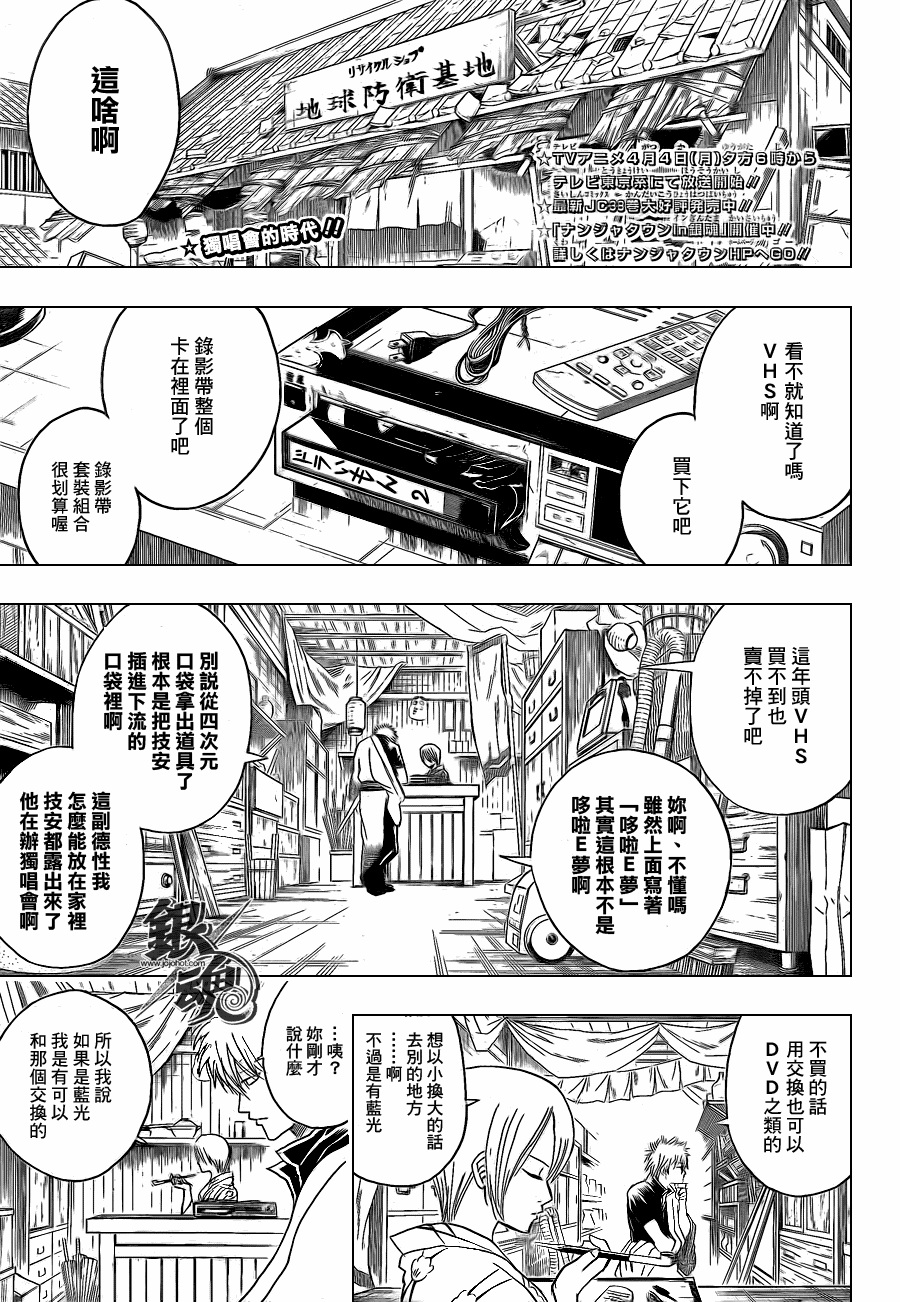 リサイクルショップ
地球防衛基地
這啥啊
★TVアニメ4月4日(月)夕方6時から
テレビ東京系にて放送開始!!
★最新JC39巻大好評発売中!!
★「ナンジャタウンin銀魂」開催中!!
詳しくはナンジャタウンHPへGO!!
★獨唱會的時代!!
看不就知道了嗎
VHS啊
買下它吧
錄影帶整個
卡在裡面了吧
錄影帶
套裝組合
很划算喔
這年頭VHS
買不到也
賣不掉了吧
妳啊、不懂嗎
雖然上面寫著
「哆啦E夢」
其實這根本不是
哆啦E夢啊
別説從四次元
口袋拿出道具了
根本是把技安
插進下流的
口袋裡啊
這副德性我
怎麼能放在家裡
技安都露出來了
他在辦獨唱會啊
銀魂
www.jojohot.com
不買的話
用交換也可以
DVD之類的
想以小換大的話
去別的地方
………啊
不過是有藍光
…咦?
妳剛才
說什麼
所以我說
如果是藍光
我是有可以
和那個交換的